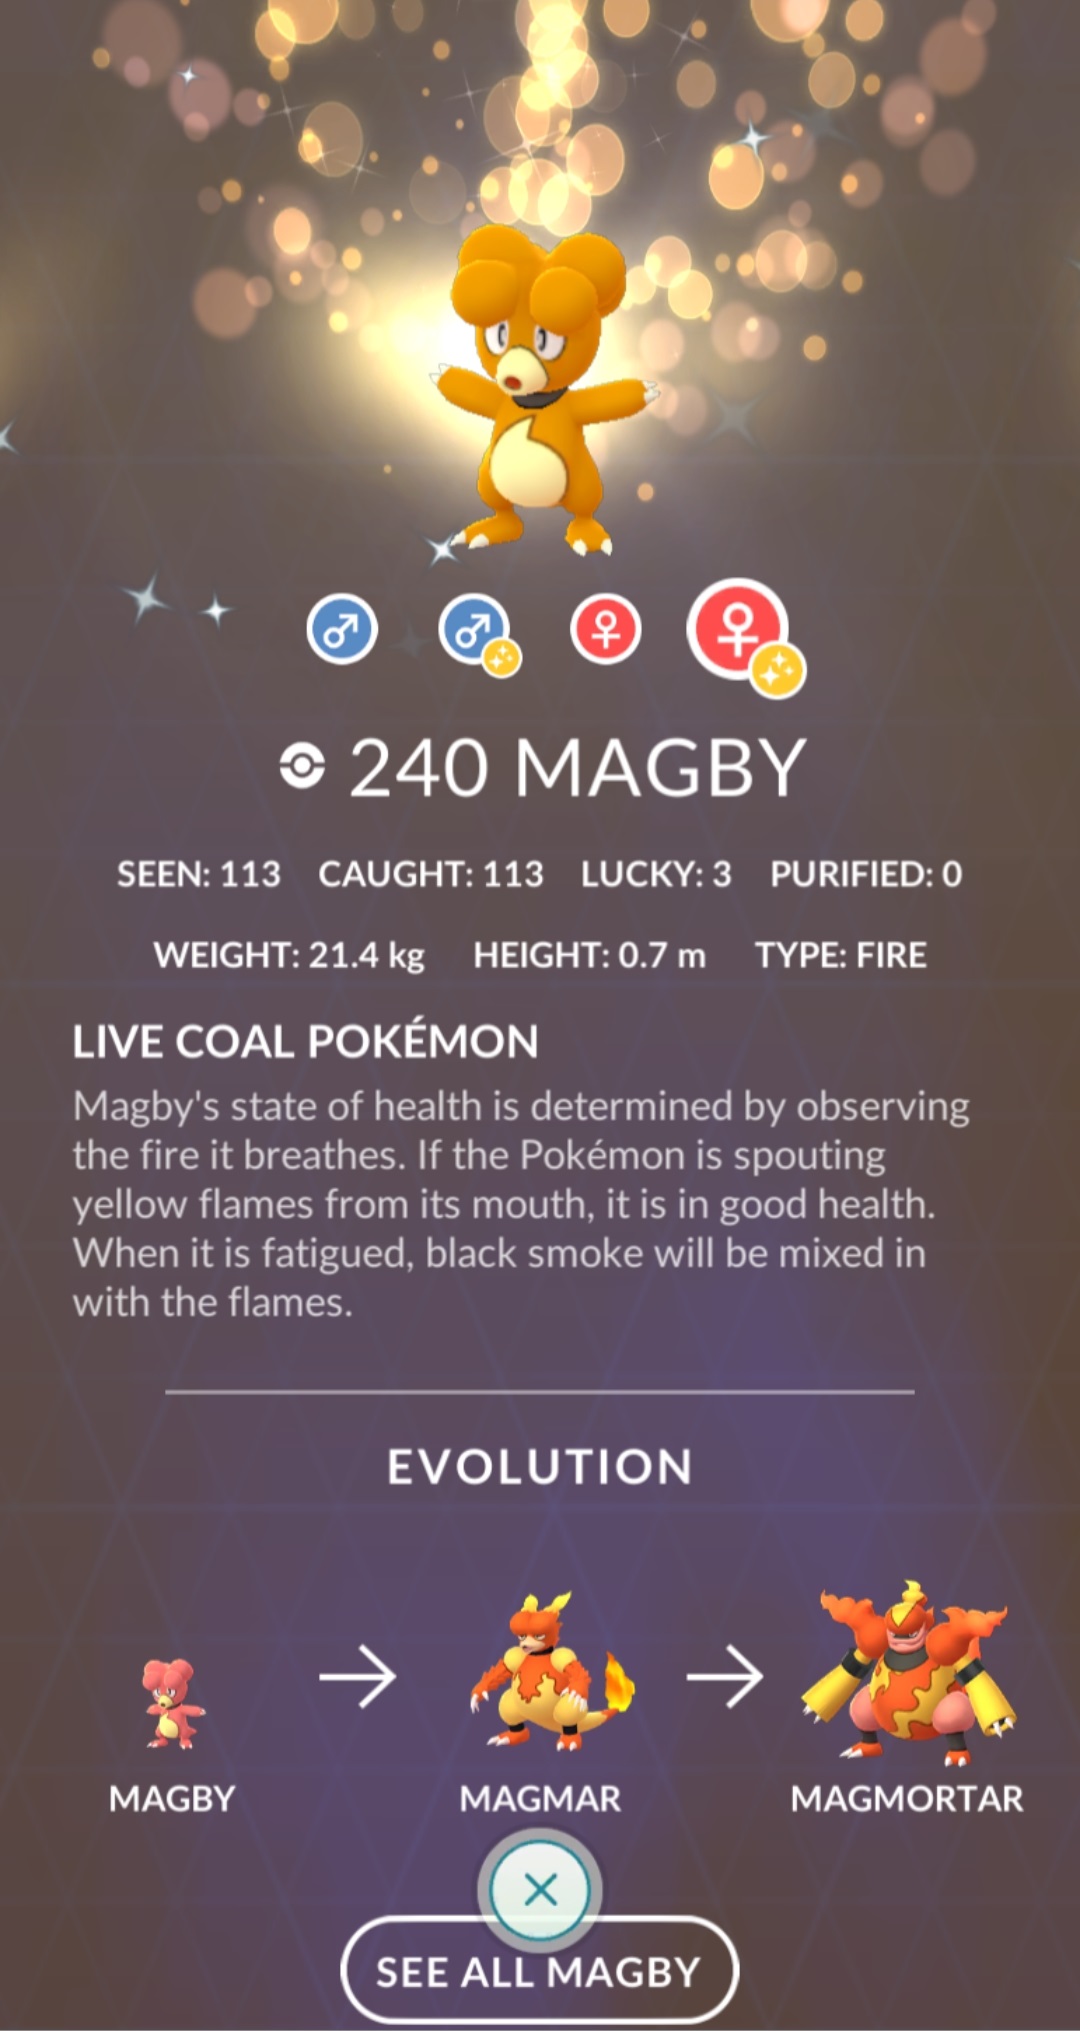 240 MAGBY
SEEN: 113 CAUGHT: 113 LUCKY: 3 PURIFIED: 0
WEIGHT: 21.4 kg HEIGHT: 0.7 m TYPE: FIRE
LIVE COAL POKÉMON
Magby's state of health is determined by observing
the fire it breathes. If the Pokémon is spouting
yellow flames from its mouth, it is in good health.
When it is fatigued, black smoke will be mixed in
with the flames.
EVOLUTION
MAGBY MAGMAR MAGMORTAR
SEE ALL MAGBY